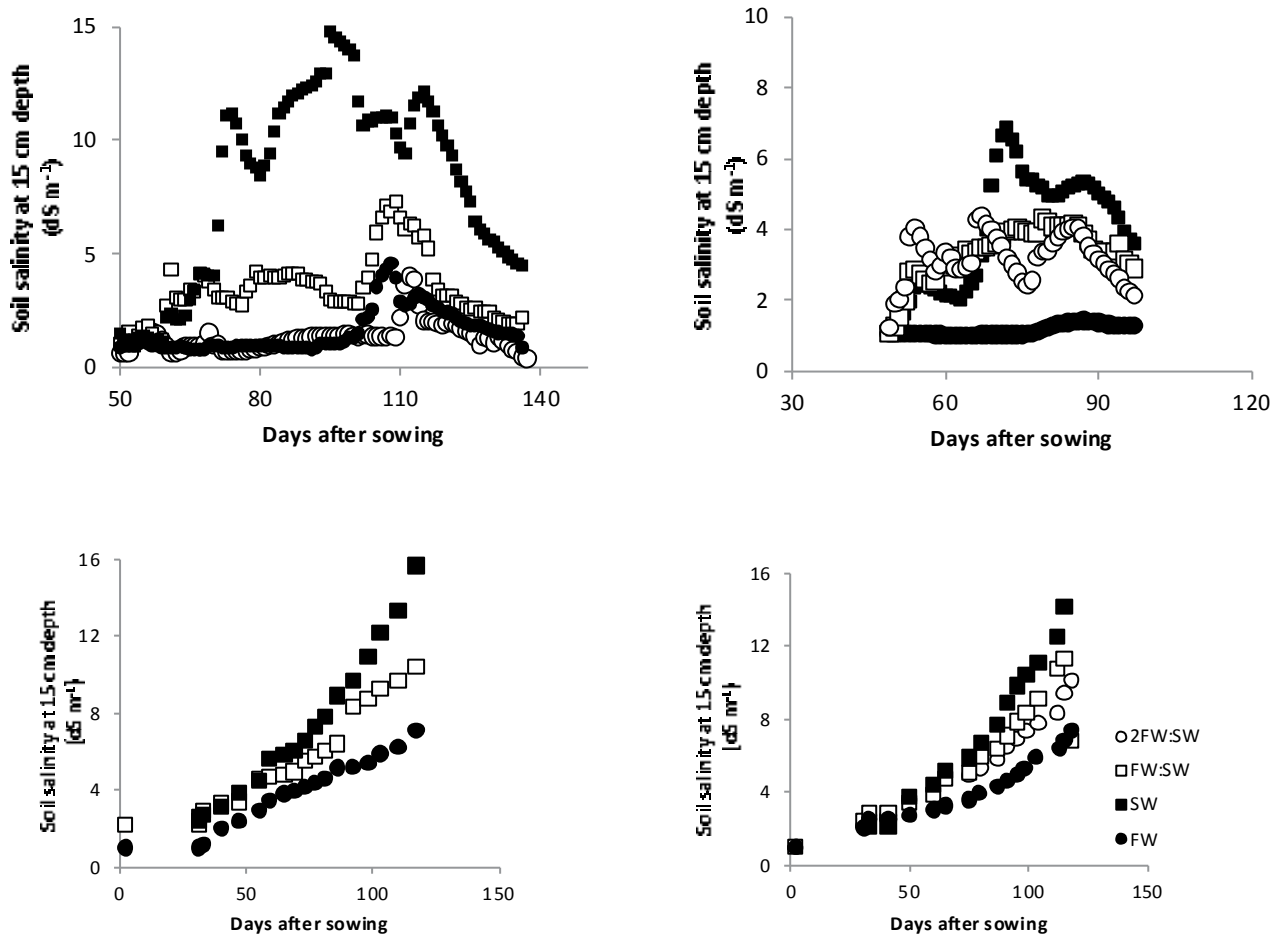 Soil salinity at 15 cm depth
(dS m⁻¹)
15
10
5
0
50
80
110
140
Days after sowing
Soil salinity at 15 cm depth
(dS m⁻¹)
10
8
6
4
2
0
30
60
90
120
Days after sowing
Soil salinity at 15 cm depth
[dS m⁻¹]
16
12
8
4
0
0
50
100
150
Days after sowing
Soil salinity at 15 cm depth
[dS m⁻¹]
16
12
8
4
0
0
50
100
150
Days after sowing
2FW:SW
FW:SW
SW
FW